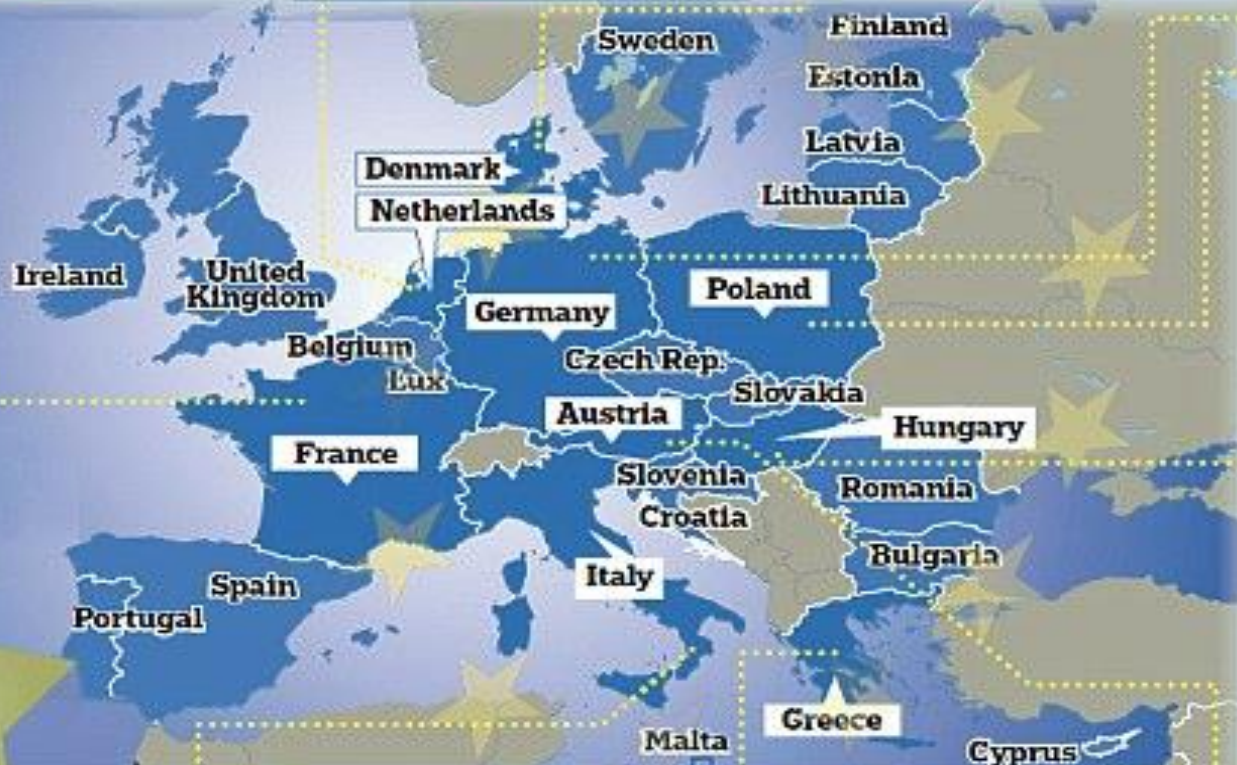 Sweden
Finland
Estonia
Latvia
Lithuania
Denmark
Netherlands
Ireland
United
Kingdom
Germany
Poland
Belgium
Lux
Czech Rep.
Slovakia
Austria
Hungary
France
Slovenia
Romania
Croatia
Bulgaria
Italy
Spain
Portugal
Greece
Malta
Cyprus